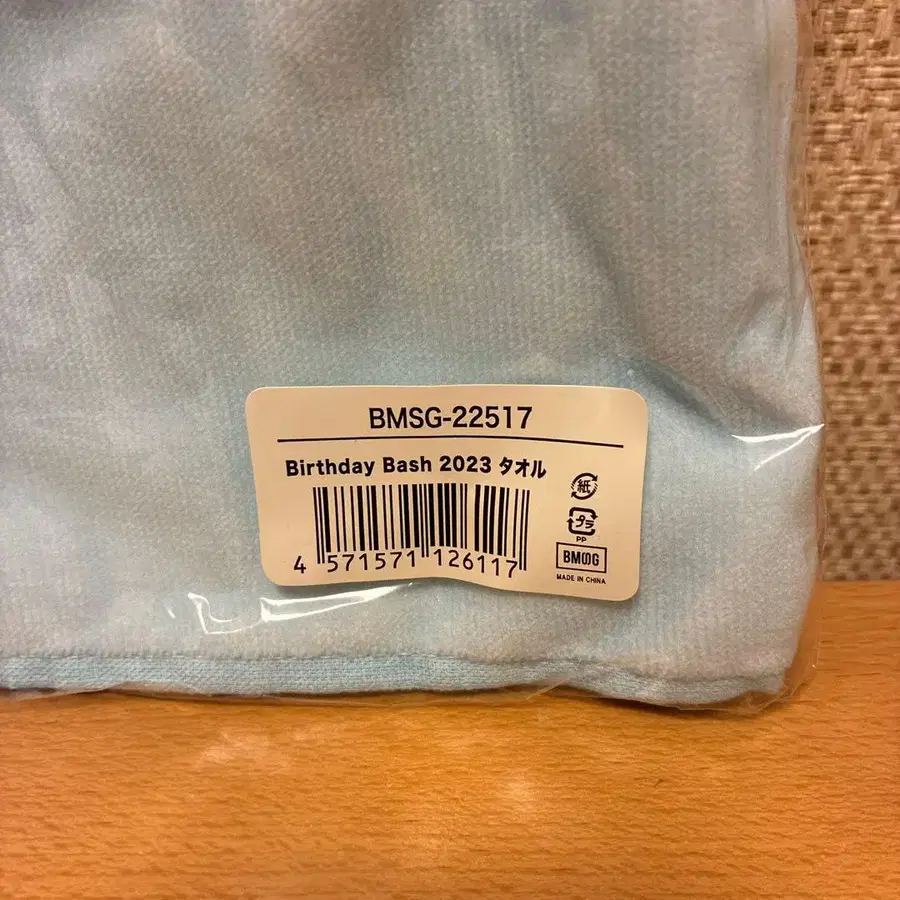 BMSG-22517
Birthday Bash 2023 タオル
紙
プラ
PP
4 571571 126117
BMSG
MADE IN CHINA